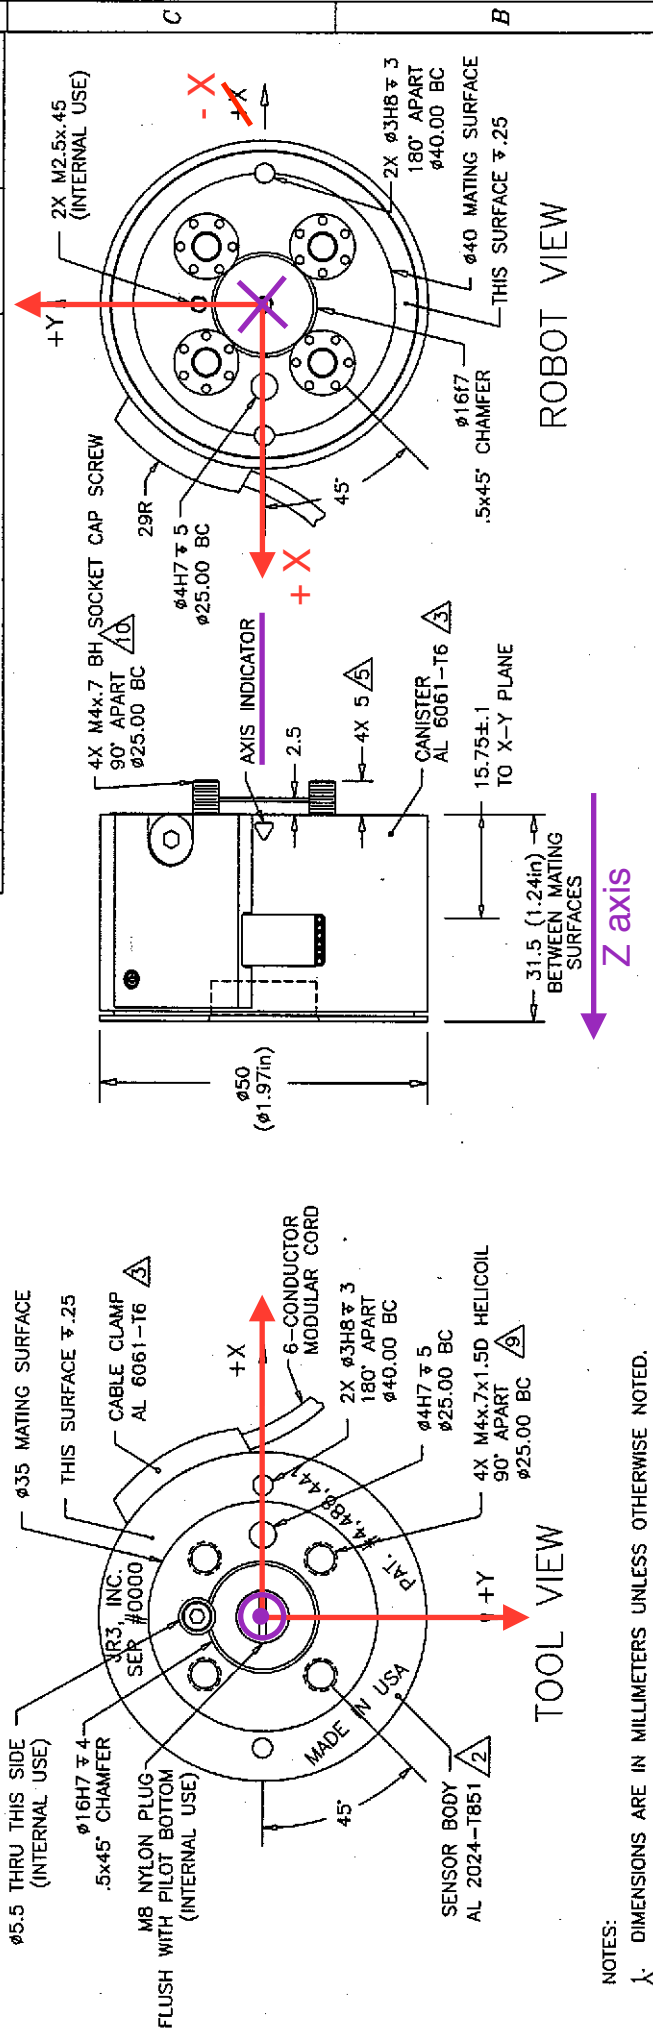 C
B
2X M2.5x.45
(INTERNAL USE)
- X
+X
+Y
2X ø3H8 ↧ 3
180° APART
ø40.00 BC
ø40 MATING SURFACE
THIS SURFACE ↧.25
ROBOT VIEW
ø16f7
.5x45° CHAMFER
45°
29R
ø4H7 ↧ 5
ø25.00 BC
+ X
4X M4x.7 BH SOCKET CAP SCREW
90° APART
ø25.00 BC
10
AXIS INDICATOR
2.5
4X 5
5
CANISTER
AL 6061-T6
3
15.75±.1
TO X-Y PLANE
31.5 (1.24in)
BETWEEN MATING
SURFACES
Z axis
ø50
(ø1.97in)
ø5.5 THRU THIS SIDE
(INTERNAL USE)
ø16H7 ↧ 4
.5x45° CHAMFER
M8 NYLON PLUG
FLUSH WITH PILOT BOTTOM
(INTERNAL USE)
ø35 MATING SURFACE
THIS SURFACE ↧.25
CABLE CLAMP
AL 6061-T6
3
+X
6-CONDUCTOR
MODULAR CORD
2X ø3H8 ↧ 3
180° APART
ø40.00 BC
ø4H7 ↧ 5
ø25.00 BC
4X M4x.7x1.5D HELICOIL
90° APART
ø25.00 BC
9
JR3, INC.
SER #0000
PAT. #4,488,441
MADE IN USA
+Y
45°
SENSOR BODY
AL 2024-T851
2
TOOL VIEW
NOTES:
1. DIMENSIONS ARE IN MILLIMETERS UNLESS OTHERWISE NOTED.